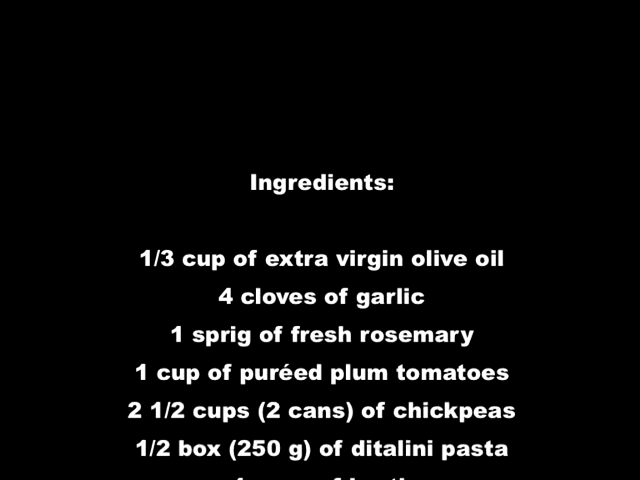 Ingredients:
1/3 cup of extra virgin olive oil
4 cloves of garlic
1 sprig of fresh rosemary
1 cup of puréed plum tomatoes
2 1/2 cups (2 cans) of chickpeas
1/2 box (250 g) of ditalini pasta